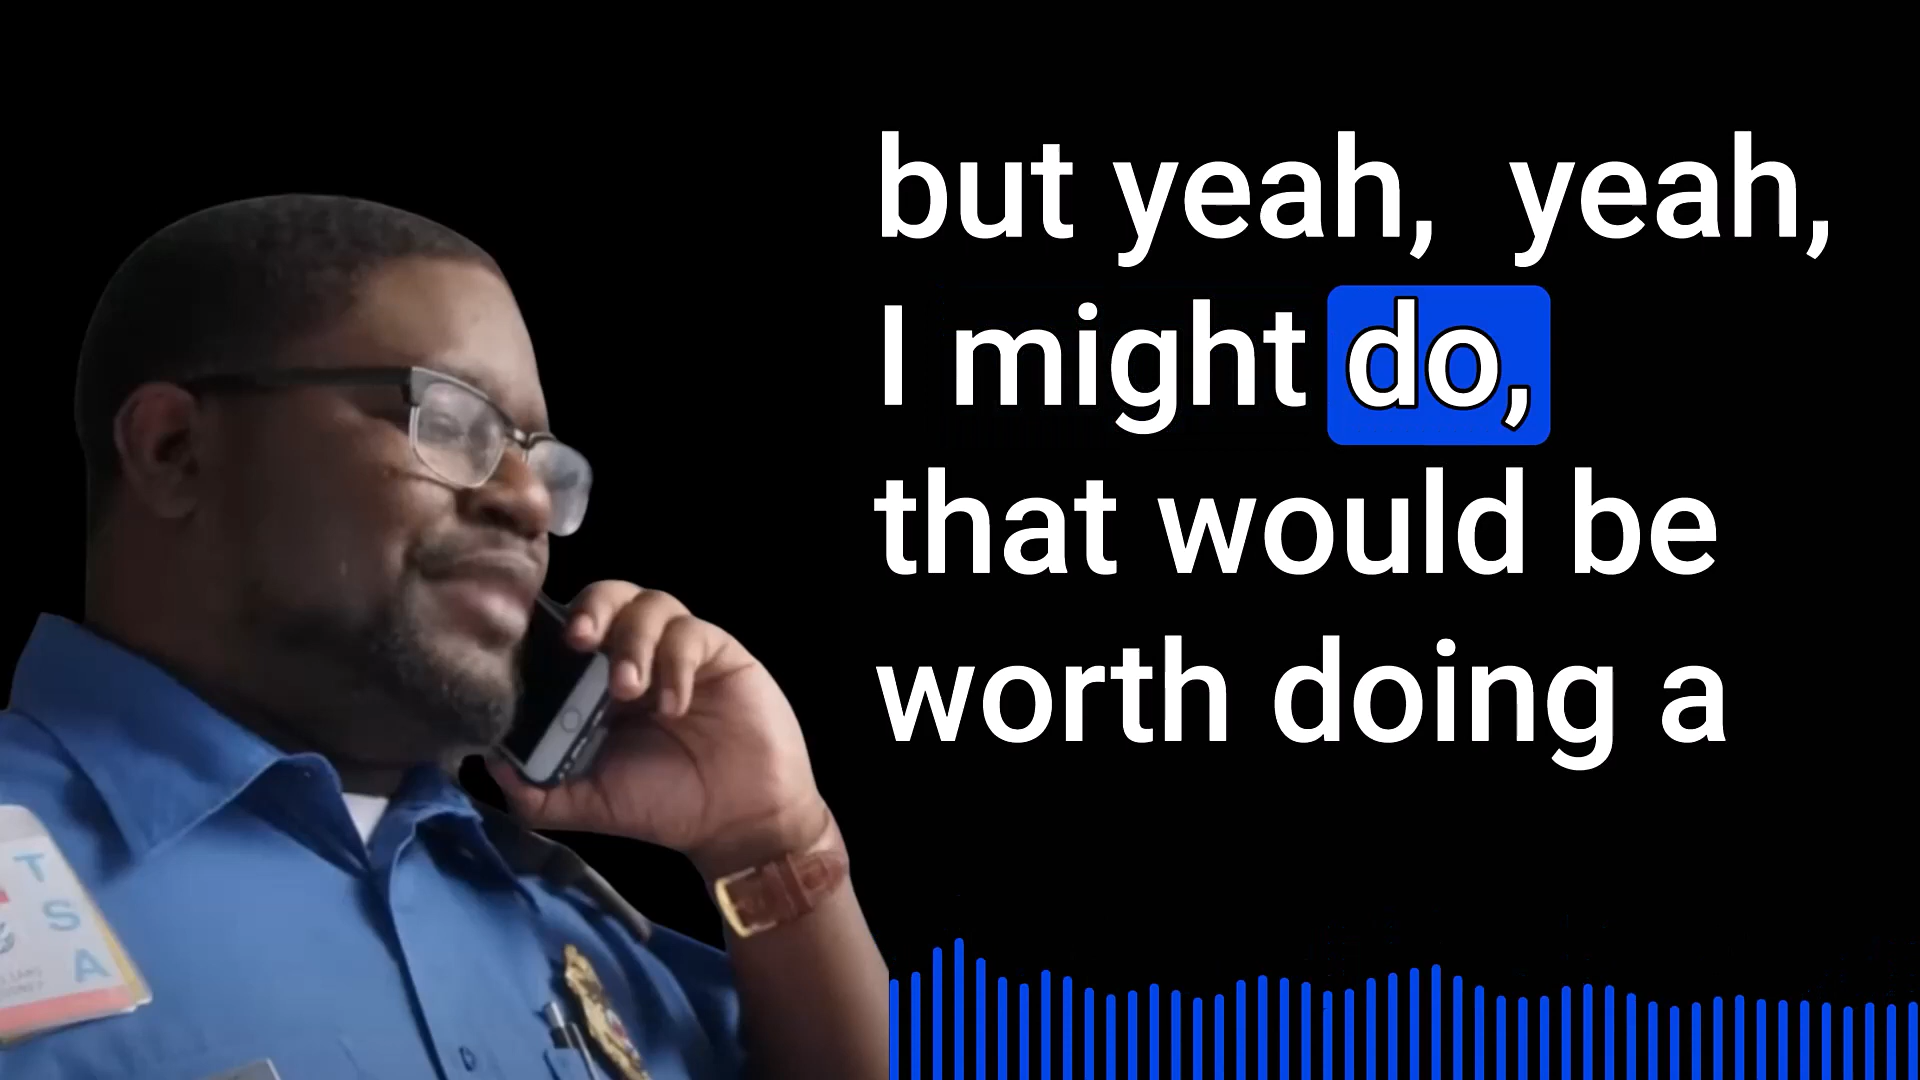 but yeah, yeah,
I might do,
that would be
worth doing a
T
S
A